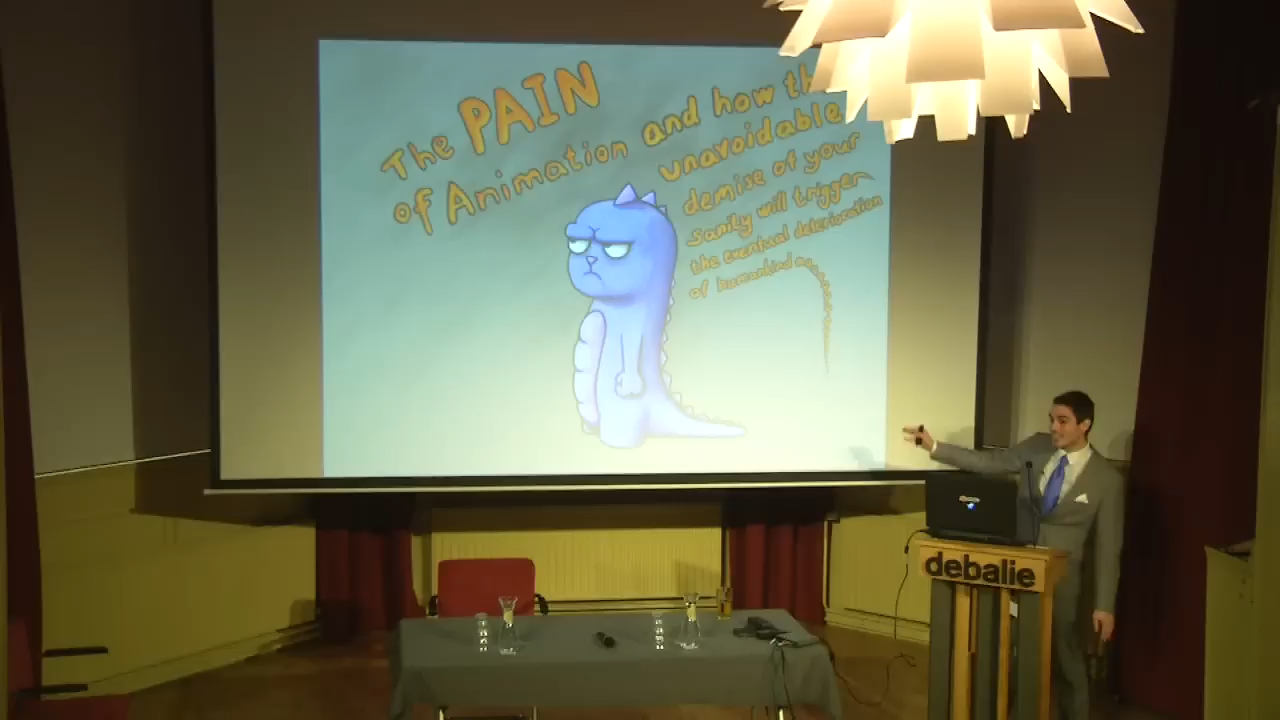 The PAIN
of Animation and how the
unavoidable
demise of your
sanity will trigger
the eventual deterioration
of humankind
debalie